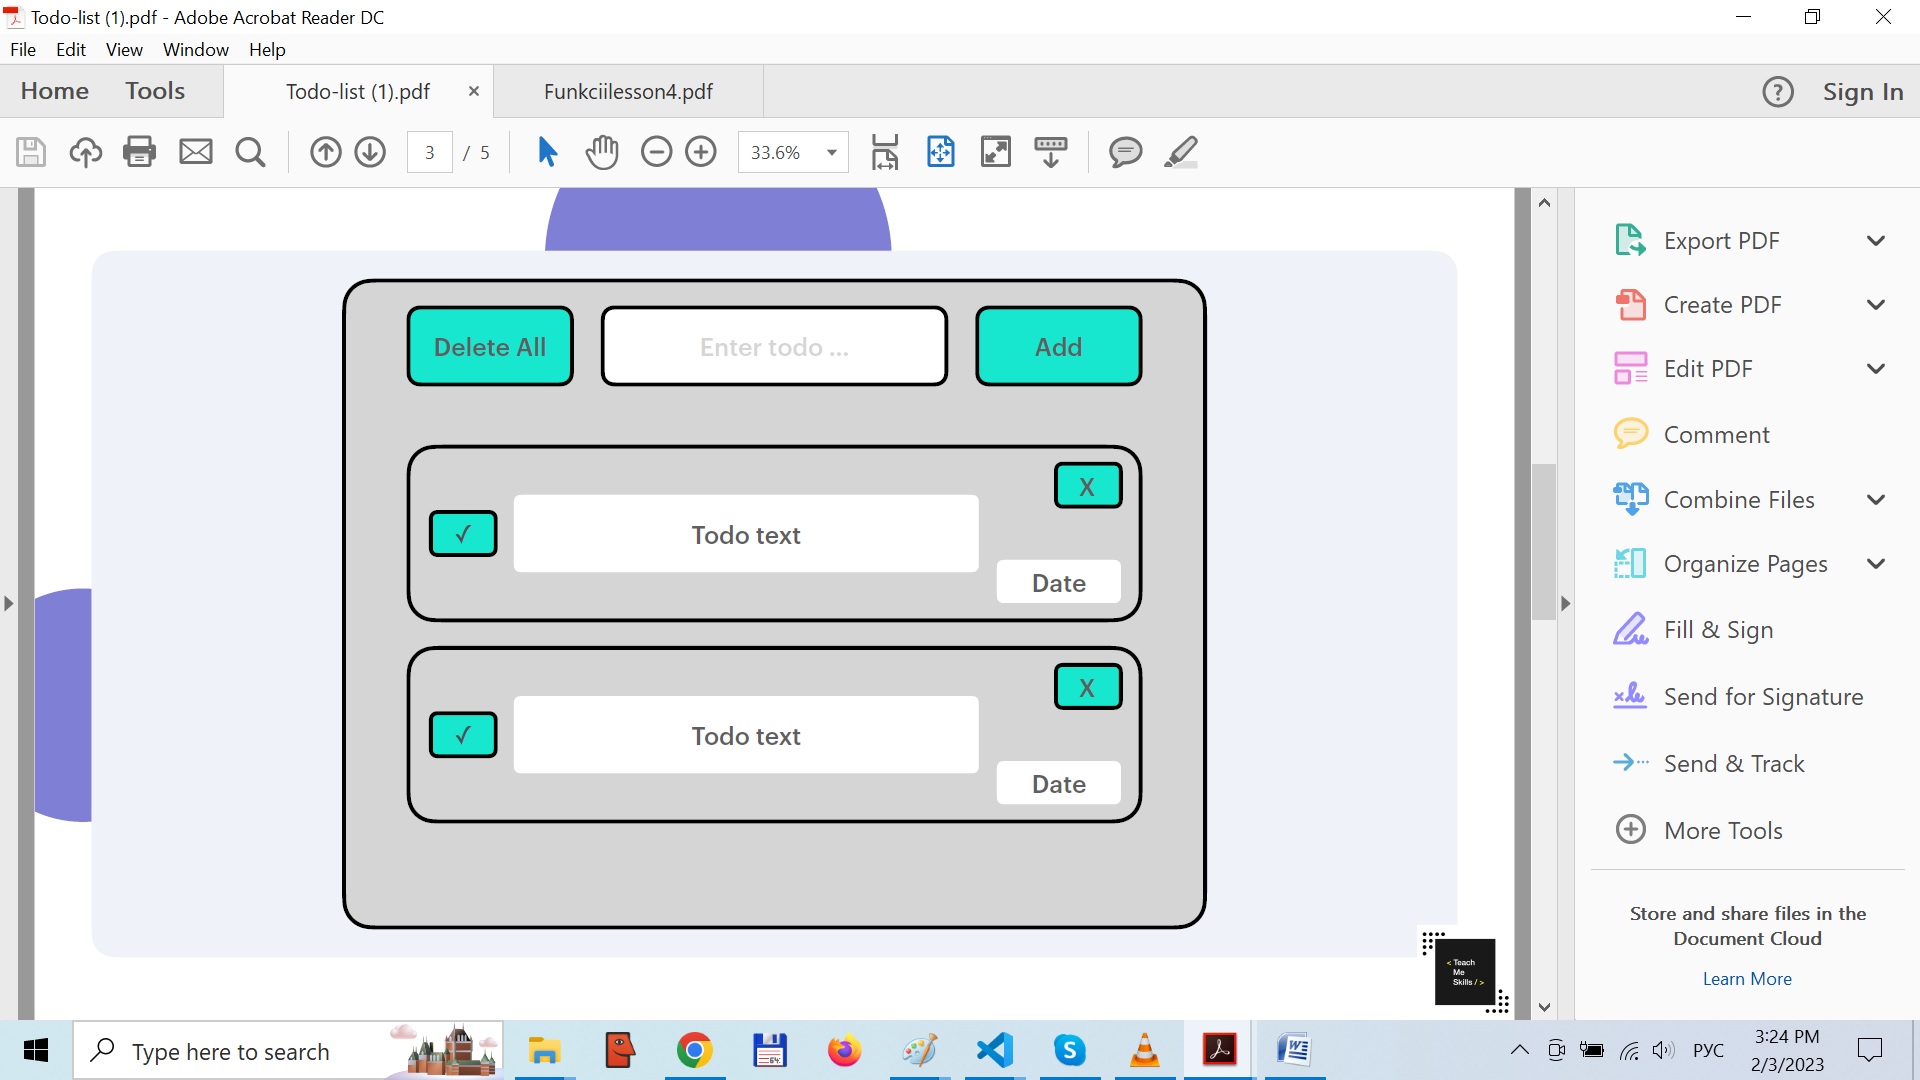 Todo-list (1).pdf - Adobe Acrobat Reader DC
File Edit View Window Help
Home Tools Todo-list (1).pdf × Funkciilesson4.pdf ? Sign In
3 / 5 33.6%
Delete All Enter todo ... Add
X
✓ Todo text
Date
X
✓ Todo text
Date
< Teach
Me
Skills / >
Export PDF
Create PDF
Edit PDF
Comment
Combine Files
Organize Pages
Fill & Sign
Send for Signature
Send & Track
More Tools
Store and share files in the
Document Cloud
Learn More
Type here to search
64
РУС
3:24 PM
2/3/2023